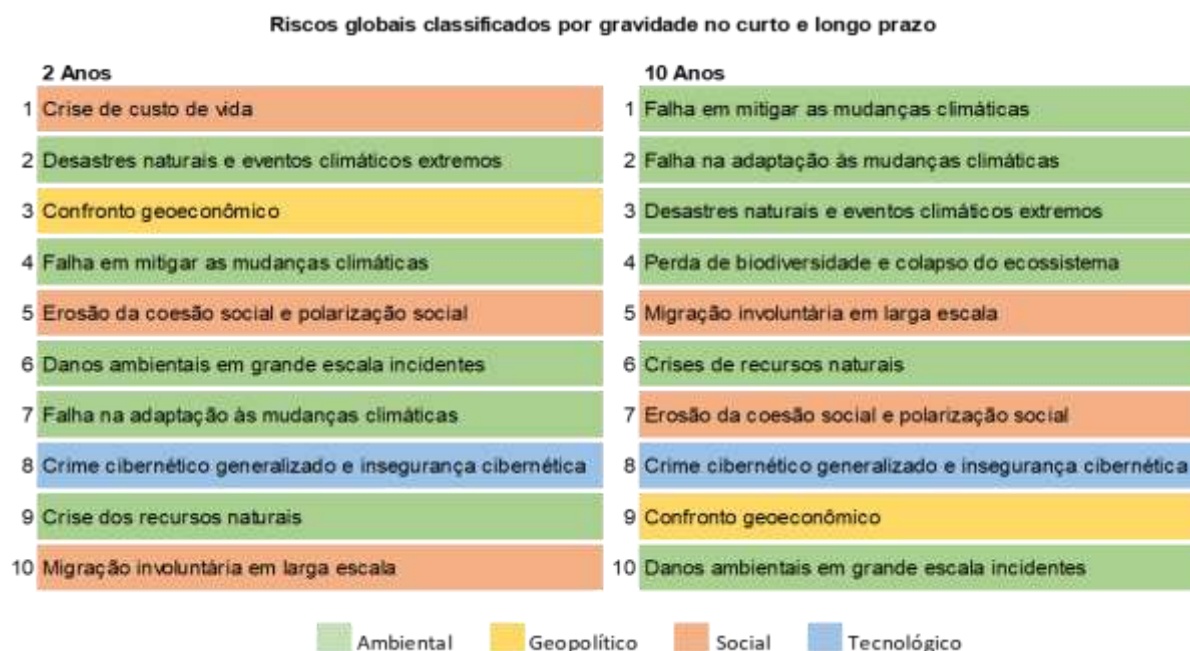 Riscos globais classificados por gravidade no curto e longo prazo
2 Anos
1 Crise de custo de vida
2 Desastres naturais e eventos climáticos extremos
3 Confronto geoeconômico
4 Falha em mitigar as mudanças climáticas
5 Erosão da coesão social e polarização social
6 Danos ambientais em grande escala incidentes
7 Falha na adaptação às mudanças climáticas
8 Crime cibernético generalizado e insegurança cibernética
9 Crise dos recursos naturais
10 Migração involuntária em larga escala
10 Anos
1 Falha em mitigar as mudanças climáticas
2 Falha na adaptação às mudanças climáticas
3 Desastres naturais e eventos climáticos extremos
4 Perda de biodiversidade e colapso do ecossistema
5 Migração involuntária em larga escala
6 Crises de recursos naturais
7 Erosão da coesão social e polarização social
8 Crime cibernético generalizado e insegurança cibernética
9 Confronto geoeconômico
10 Danos ambientais em grande escala incidentes
Ambiental Geopolítico Social Tecnológico